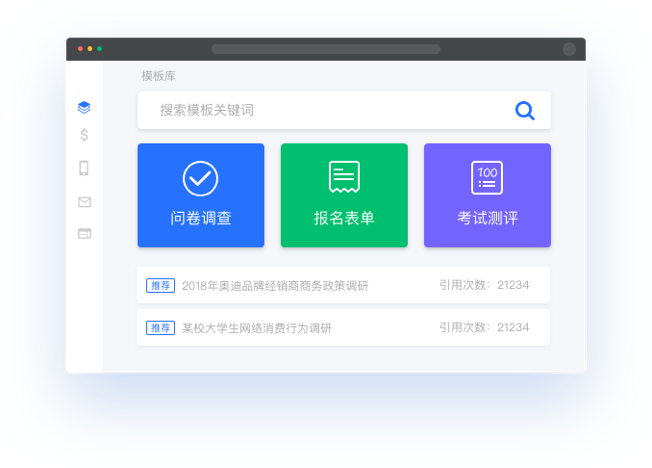 模板库
搜索模板关键词
问卷调查
报名表单
100
考试测评
推荐 2018年奥迪品牌经销商商务政策调研 引用次数：21234
推荐 某校大学生网络消费行为调研 引用次数：21234